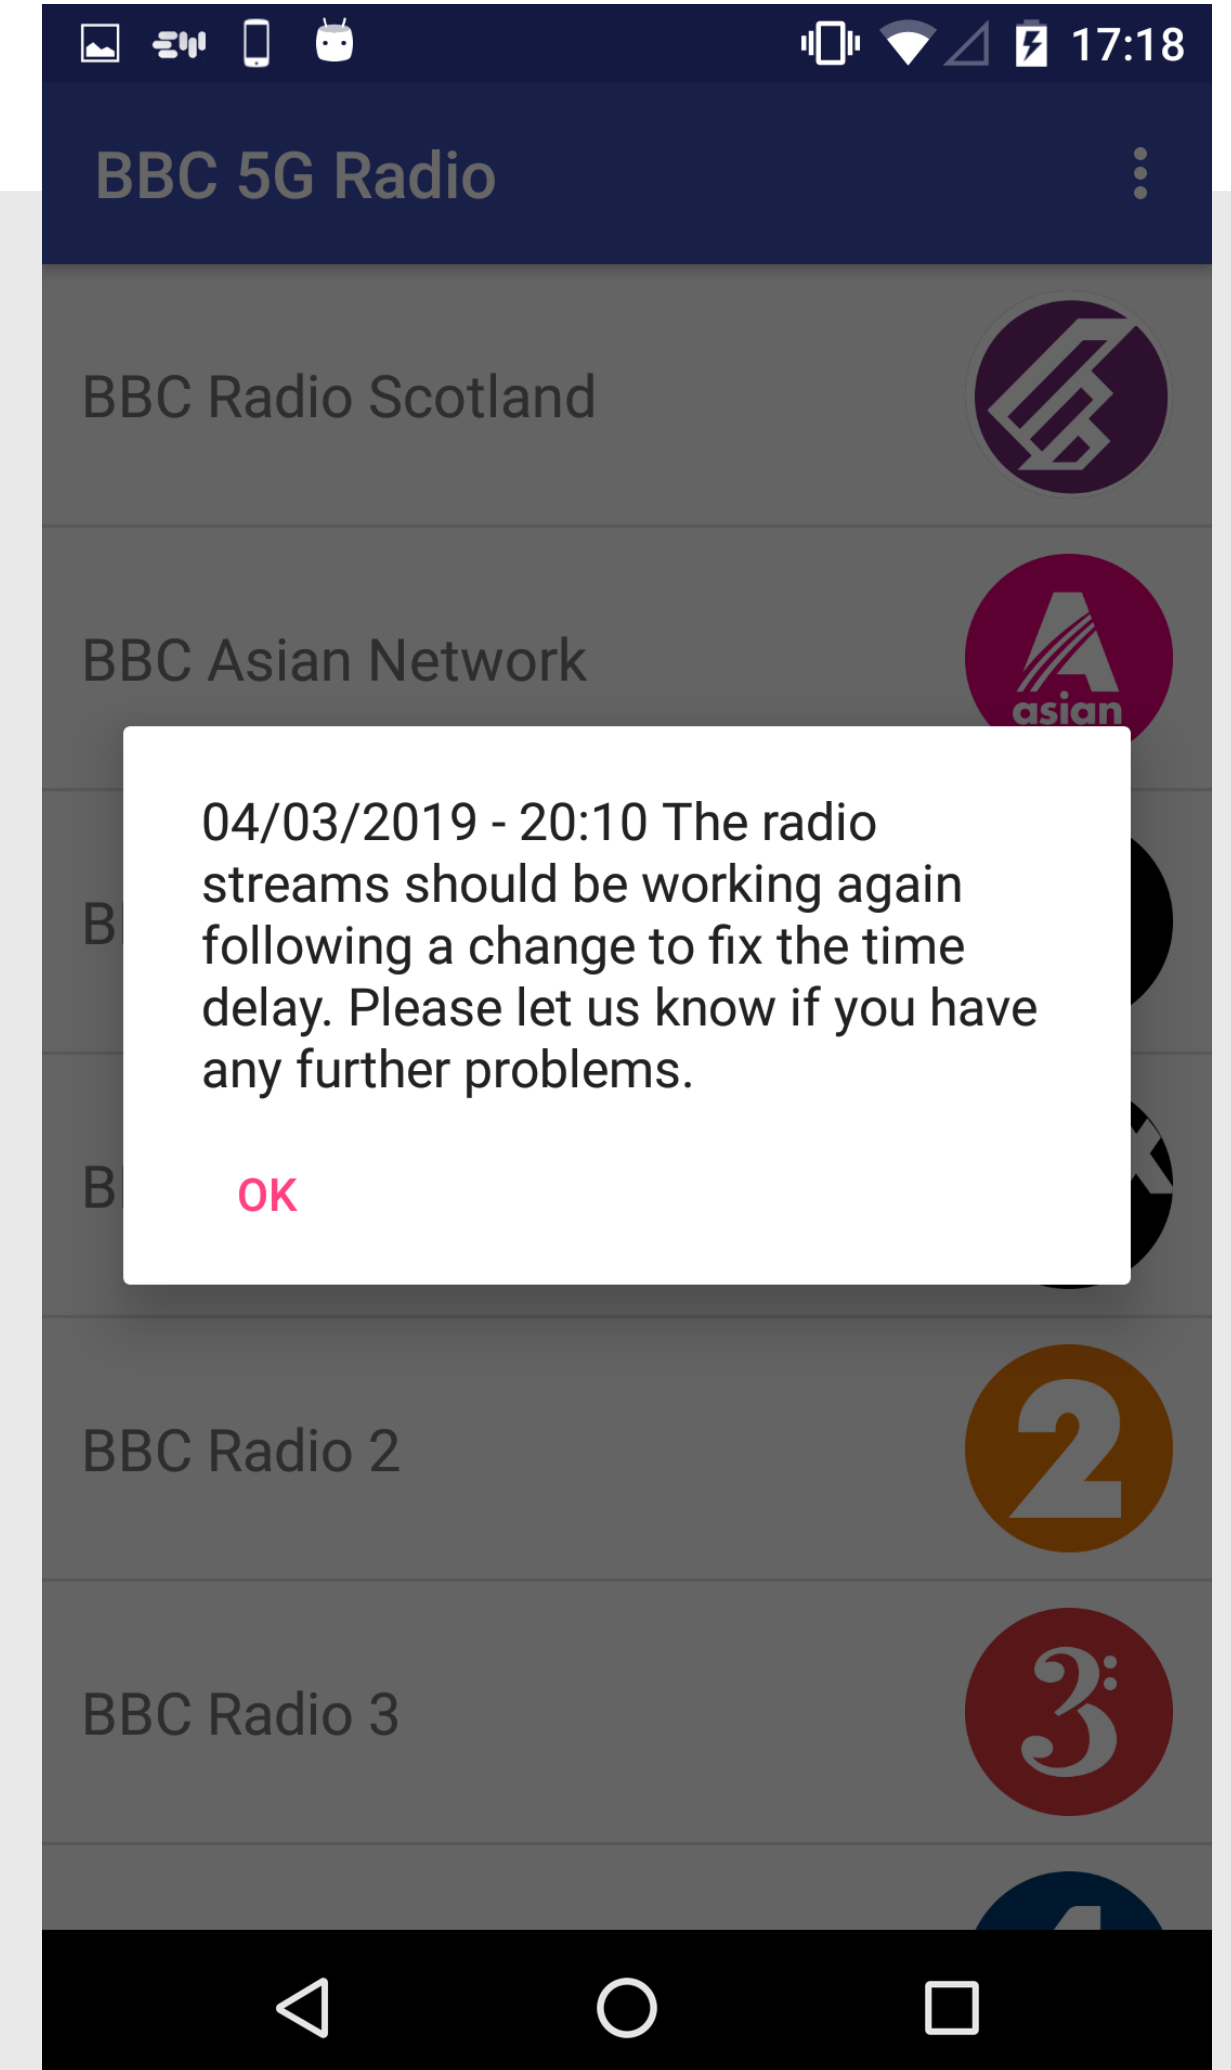 17:18
BBC 5G Radio
BBC Radio Scotland
BBC Asian Network
asian
04/03/2019 - 20:10 The radio
streams should be working again
following a change to fix the time
delay. Please let us know if you have
any further problems.
OK
BBC Radio 2
2
BBC Radio 3
3